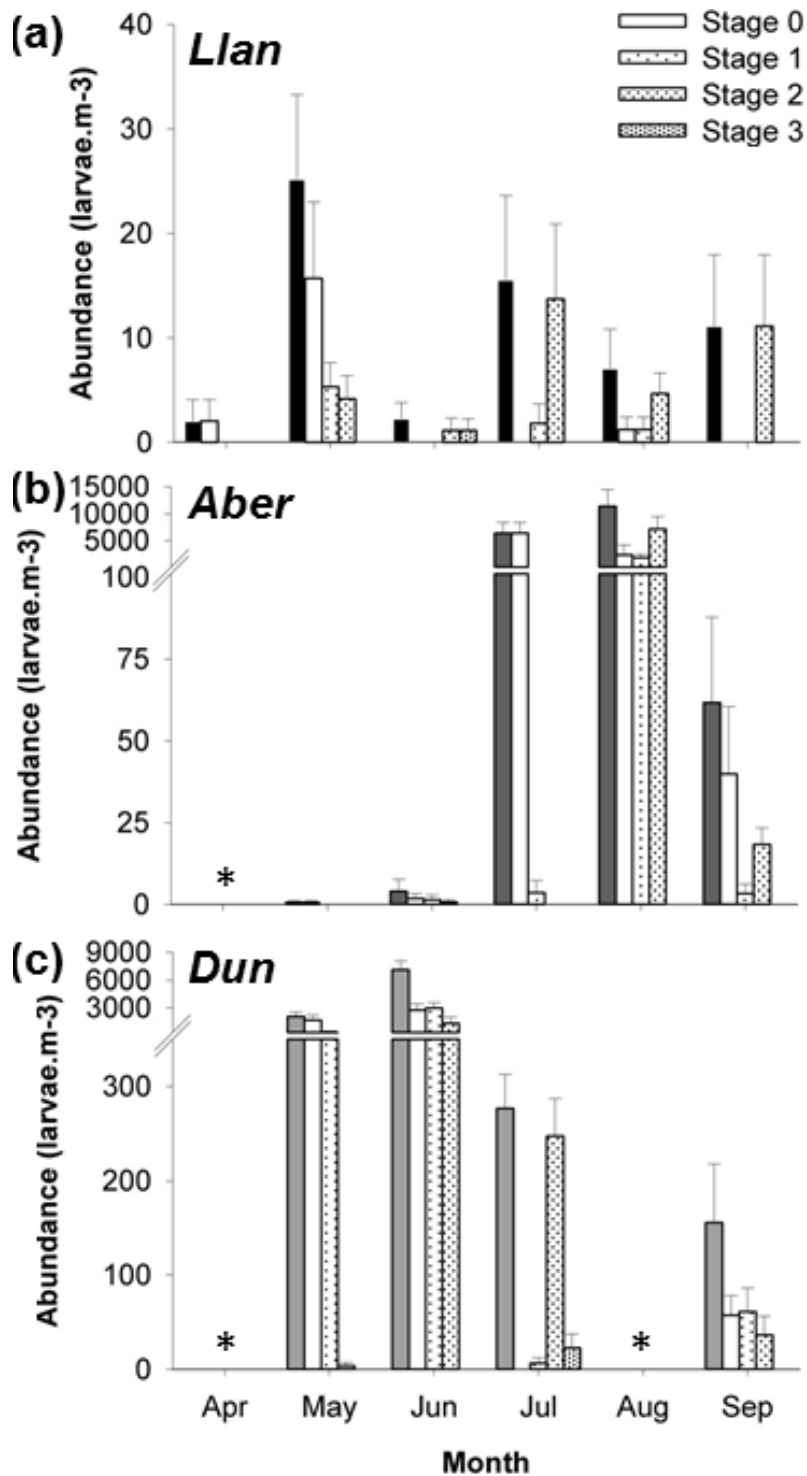 (a)
Llan
Stage 0
Stage 1
Stage 2
Stage 3
Abundance (larvae.m-3)
40
30
20
10
0
(b)
Aber
Abundance (larvae.m-3)
15000
10000
5000
100
75
50
25
0
*
(c)
Dun
Abundance (larvae.m-3)
9000
6000
3000
300
200
100
0
*
*
Apr May Jun Jul Aug Sep
Month